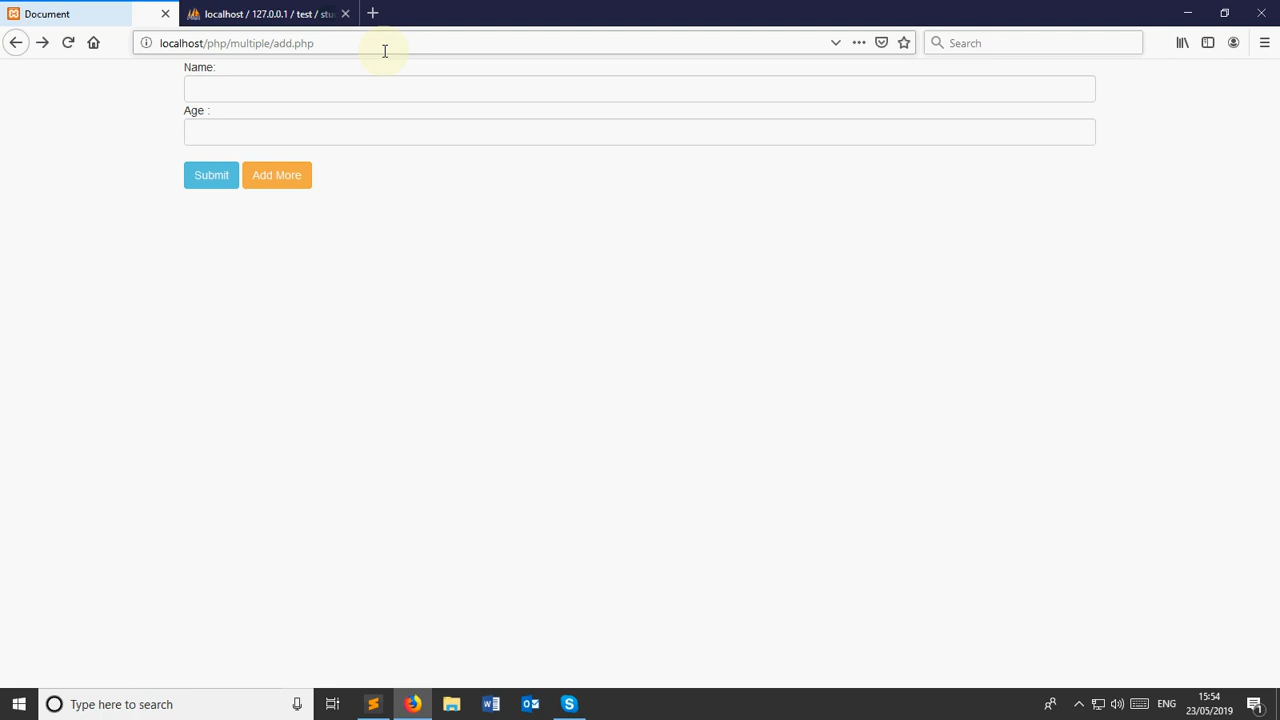 Document
localhost / 127.0.0.1 / test / stu
localhost/php/multiple/add.php
Search
Name:
Age :
Submit Add More
Type here to search
ENG
15:54
23/05/2019